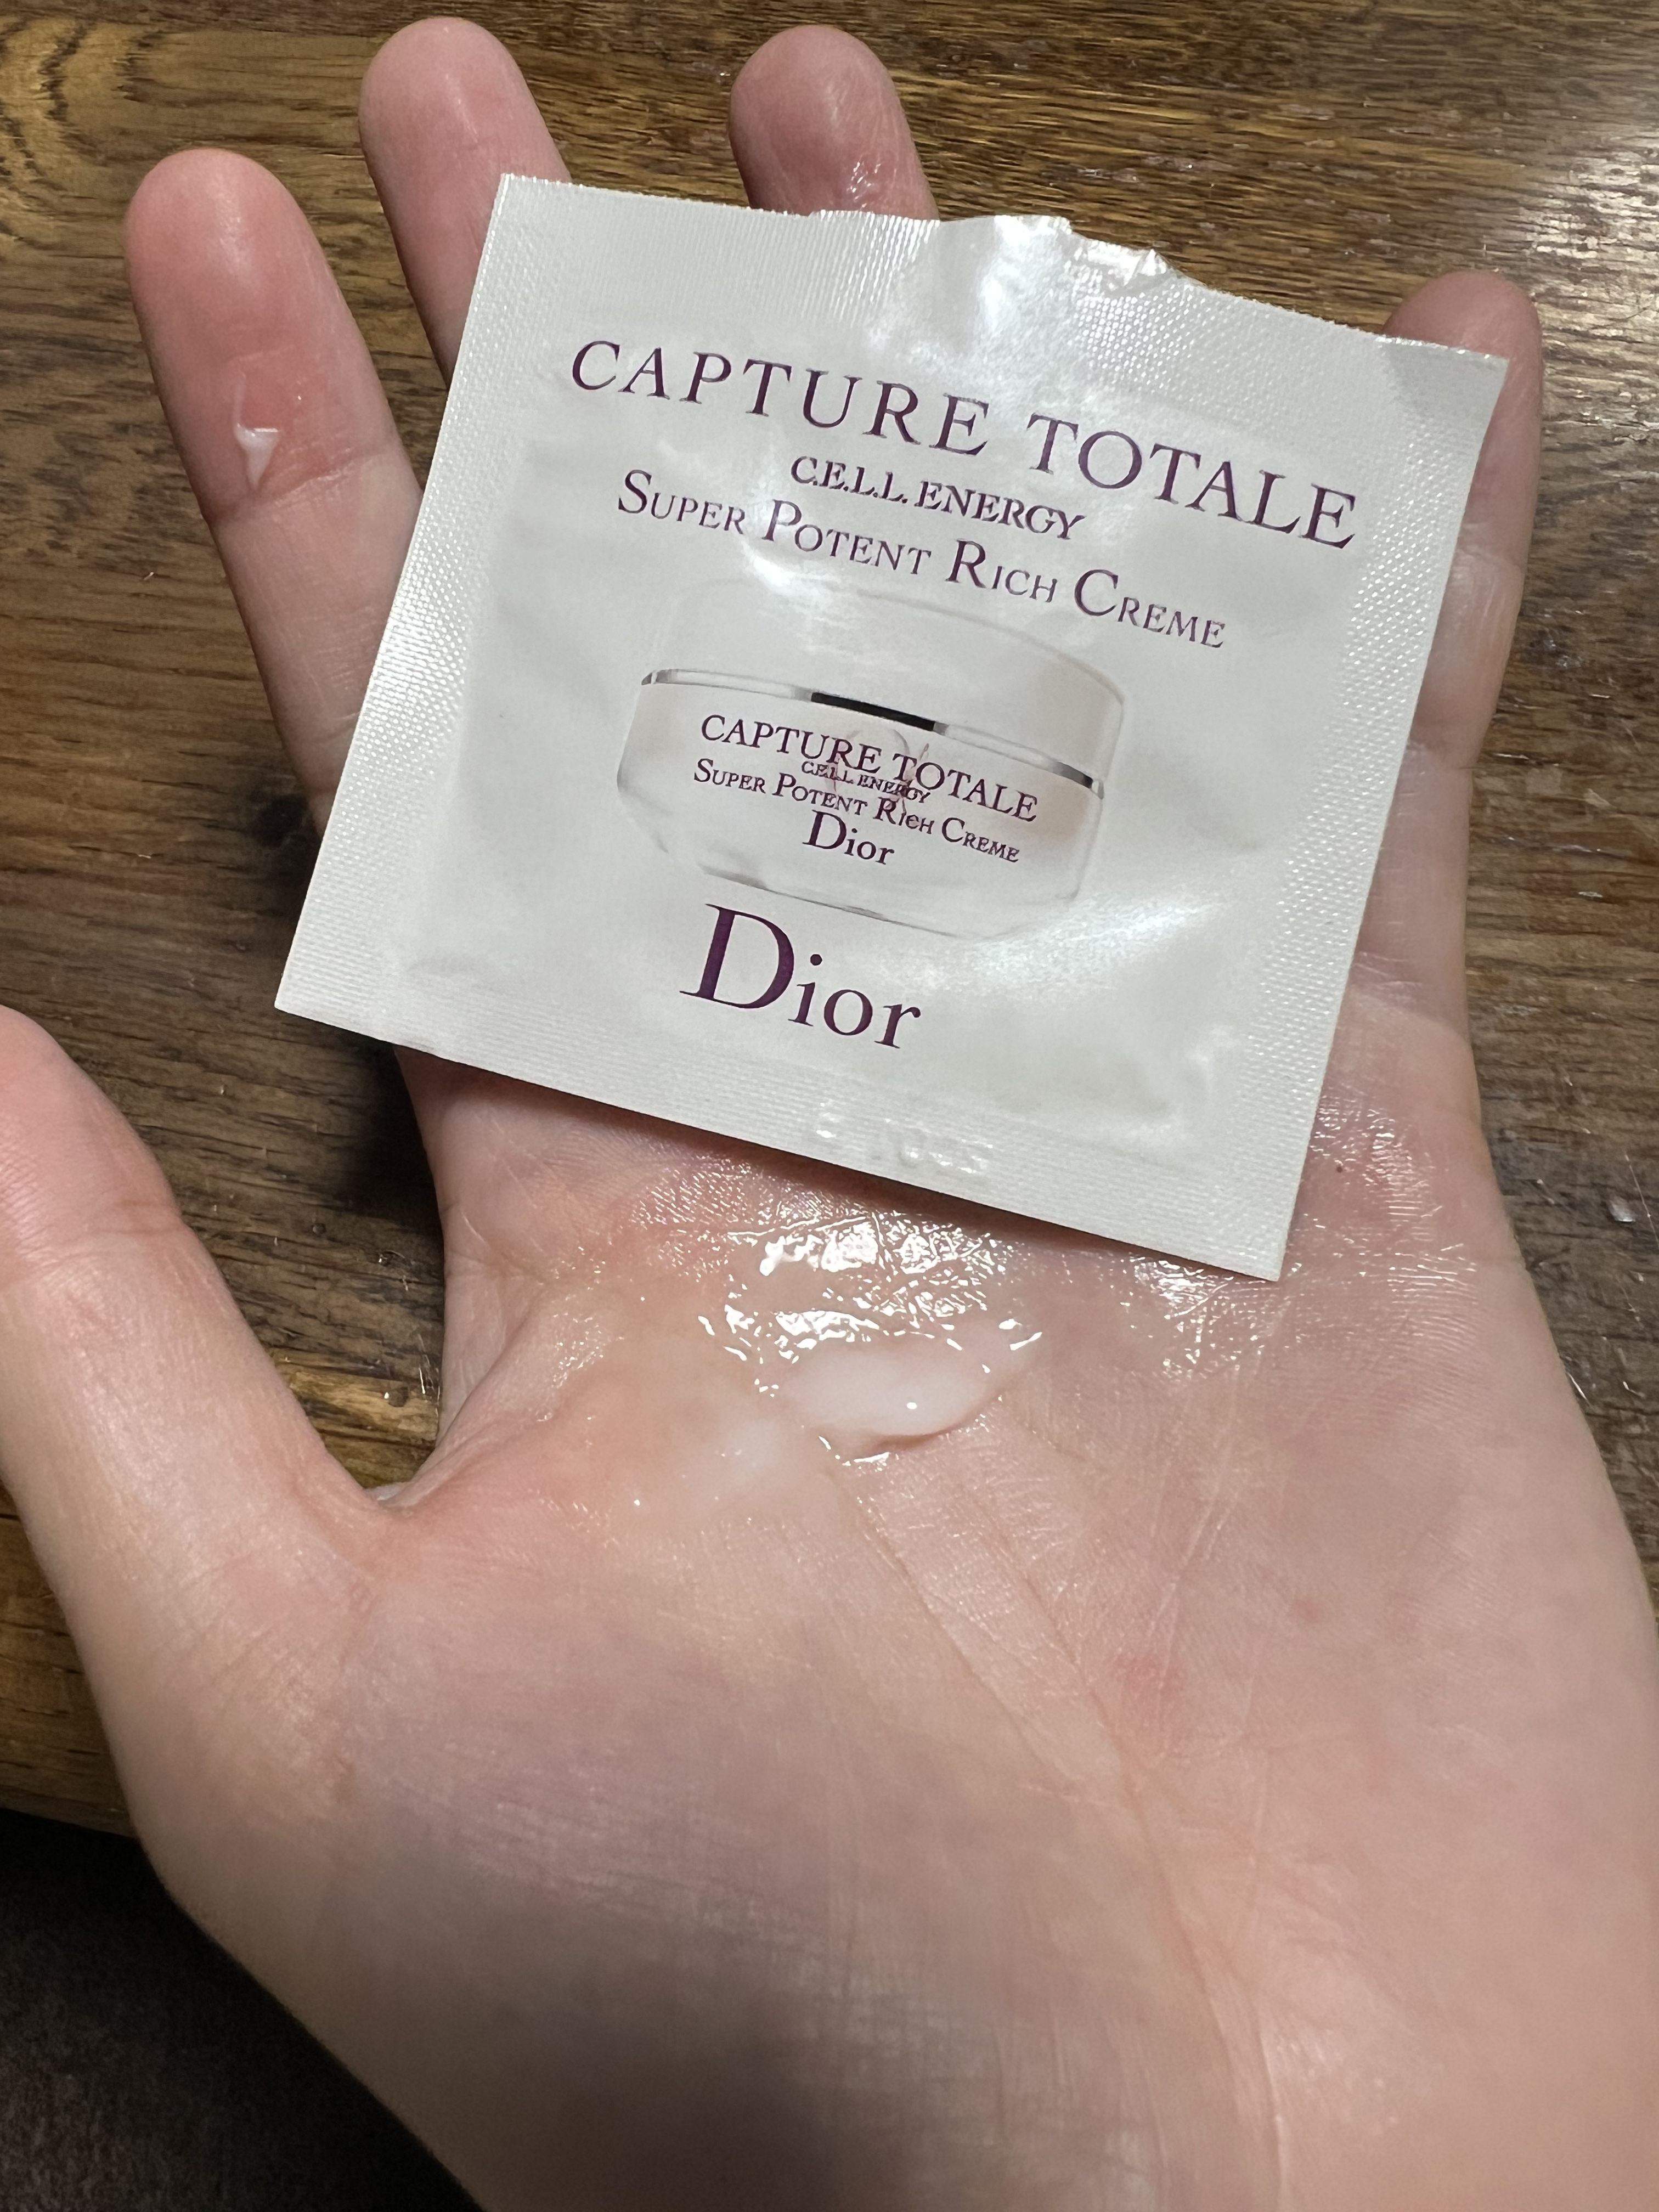 CAPTURE TOTALE
C.E.L.L. ENERGY
SUPER POTENT RICH CREME
CAPTURE TOTALE
C.E.L.L. ENERGY
SUPER POTENT RICH CREME
Dior
Dior